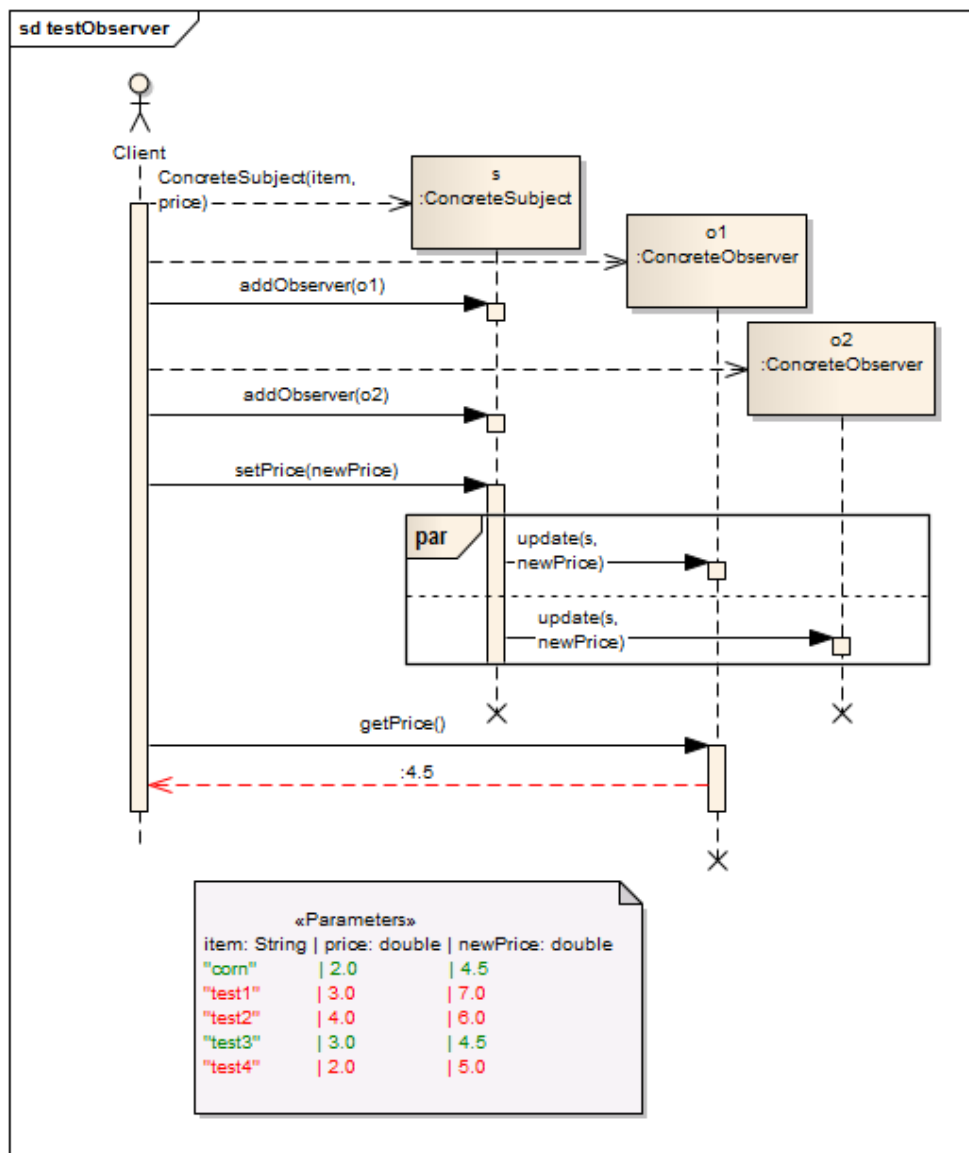 sd testObserver
Client
ConcreteSubject(item,
price)
s
:ConcreteSubject
o1
:ConcreteObserver
addObserver(o1)
o2
:ConcreteObserver
addObserver(o2)
setPrice(newPrice)
par
update(s,
newPrice)
update(s,
newPrice)
getPrice()
:4.5
«Parameters»
item: String | price: double | newPrice: double
"corn" | 2.0 | 4.5
"test1" | 3.0 | 7.0
"test2" | 4.0 | 6.0
"test3" | 3.0 | 4.5
"test4" | 2.0 | 5.0